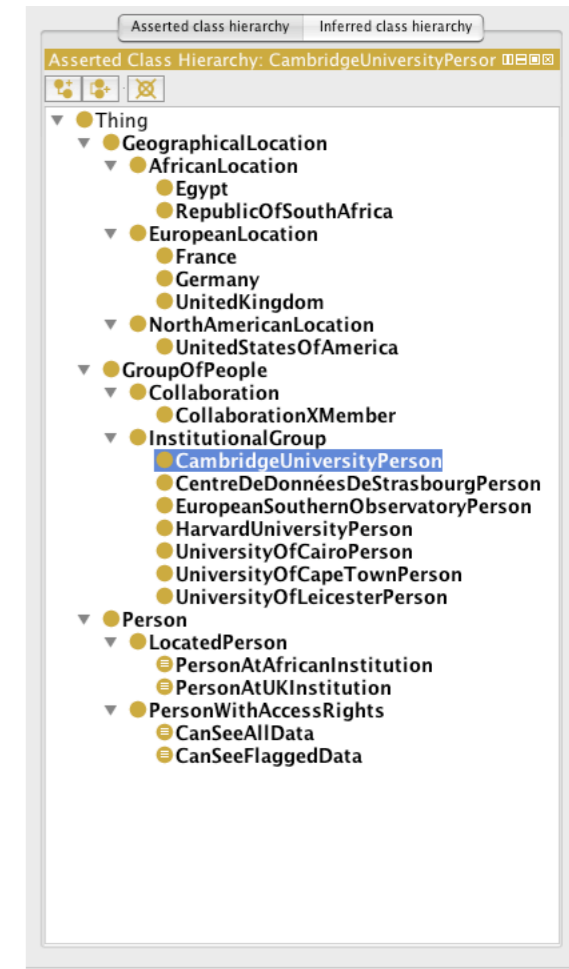 Asserted class hierarchy Inferred class hierarchy
Asserted Class Hierarchy: CambridgeUniversityPersor
Thing
GeographicalLocation
AfricanLocation
Egypt
RepublicOfSouthAfrica
EuropeanLocation
France
Germany
UnitedKingdom
NorthAmericanLocation
UnitedStatesOfAmerica
GroupOfPeople
Collaboration
CollaborationXMember
InstitutionalGroup
CambridgeUniversityPerson
CentreDeDonnéesDeStrasbourgPerson
EuropeanSouthernObservatoryPerson
HarvardUniversityPerson
UniversityOfCairoPerson
UniversityOfCapeTownPerson
UniversityOfLeicesterPerson
Person
LocatedPerson
PersonAtAfricanInstitution
PersonAtUKInstitution
PersonWithAccessRights
CanSeeAllData
CanSeeFlaggedData